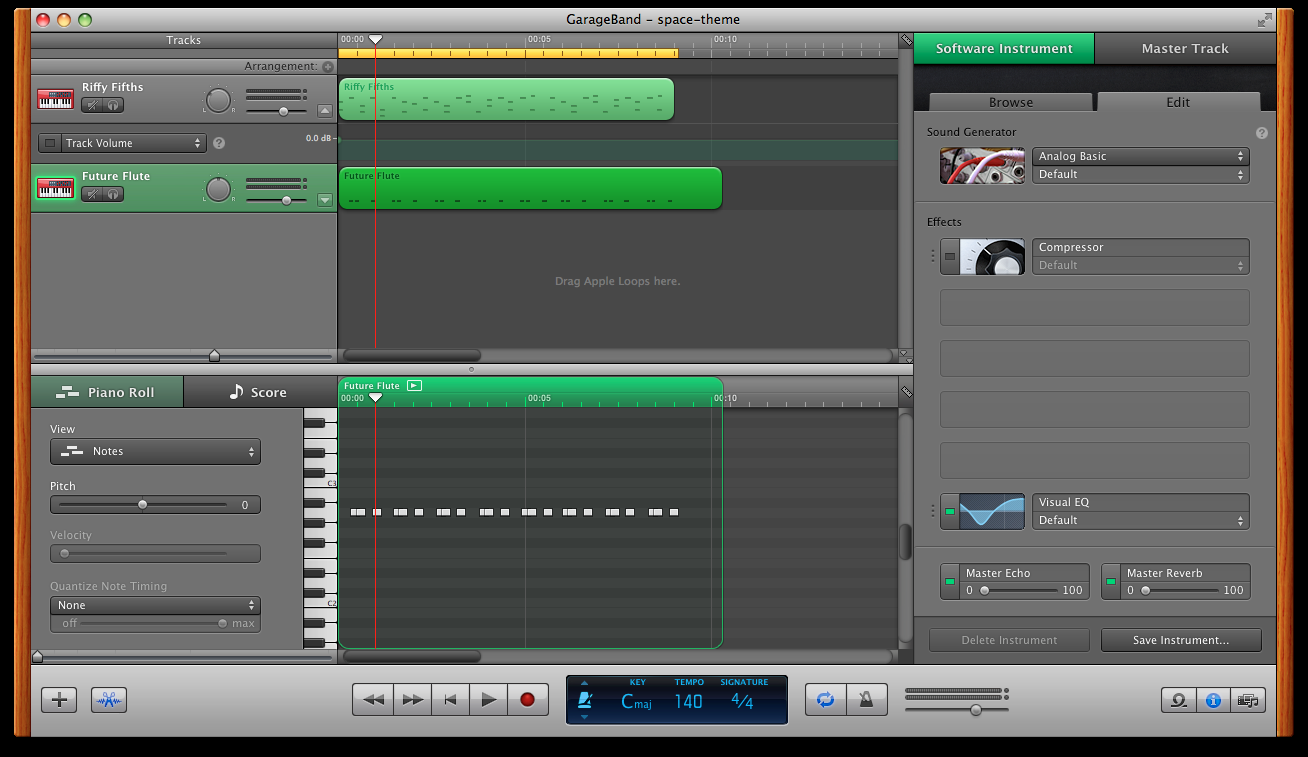 GarageBand – space-theme
Tracks
00:00 00:05 00:10
Arrangement:
Riffy Fifths
L R
Riffy Fifths
Track Volume ?
0.0 dB
Future Flute
L R
Future Flute
Drag Apple Loops here.
Software Instrument Master Track
Browse Edit
Sound Generator ?
Analog Basic
Default
Effects
Compressor
Default
Visual EQ
Default
Master Echo
0 100
Master Reverb
0 100
Delete Instrument Save Instrument...
Piano Roll Score
Future Flute
00:00 00:05 00:10
View
Notes
Pitch
0
Velocity
Quantize Note Timing
None
off max
C3
C2
KEY TEMPO SIGNATURE
Cmaj 140 4/4